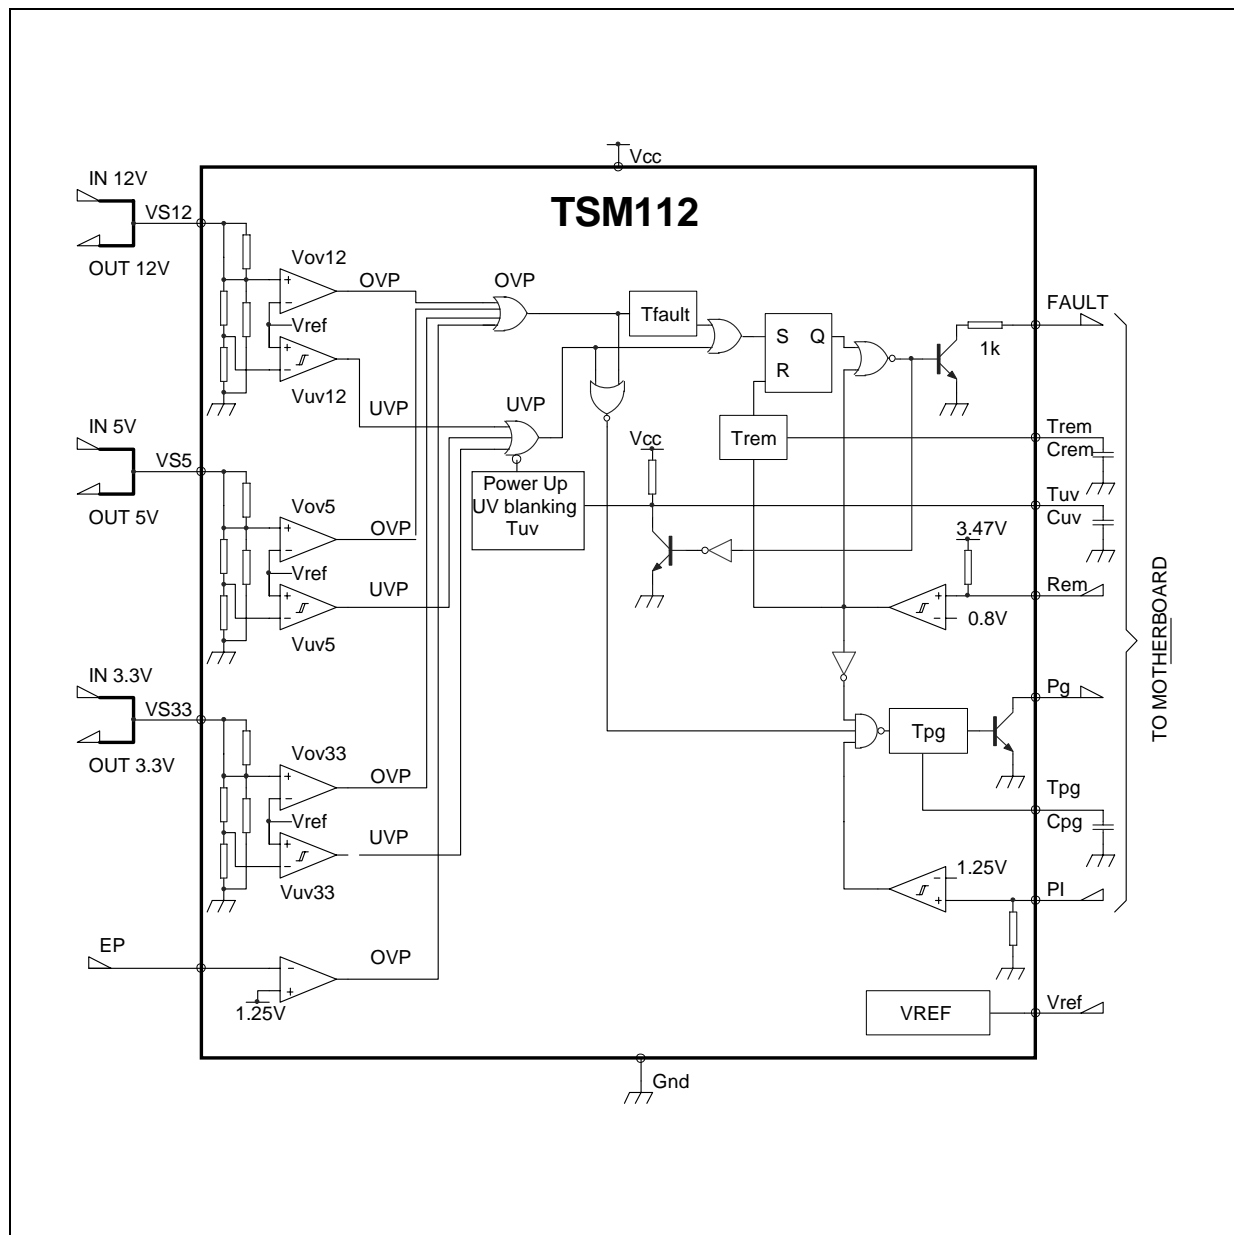 Vcc
TSM112
IN 12V
VS12
OUT 12V
Vov12
OVP
OVP
Vref
Vuv12
UVP
UVP
Tfault
S
Q
R
1k
FAULT
Trem
Trem
Crem
Vcc
Power Up
UV blanking
Tuv
Tuv
Cuv
IN 5V
VS5
OUT 5V
Vov5
OVP
Vref
UVP
Vuv5
3.47V
Rem
0.8V
IN 3.3V
VS33
OUT 3.3V
Vov33
OVP
Vref
UVP
Vuv33
Pg
Tpg
Tpg
Cpg
1.25V
PI
TO MOTHERBOARD
EP
OVP
1.25V
VREF
Vref
Gnd